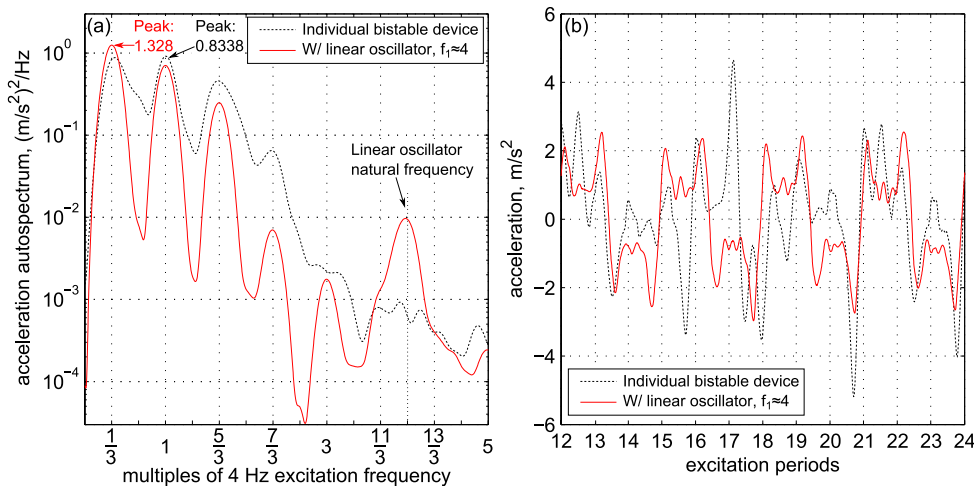 (a)
Peak:
1.328
Peak:
0.8338
Individual bistable device
W/ linear oscillator, f₁≈4
Linear oscillator
natural frequency
acceleration autospectrum, (m/s²)²/Hz
10⁰
10⁻¹
10⁻²
10⁻³
10⁻⁴
1/3 1 5/3 7/3 3 11/3 13/3 5
multiples of 4 Hz excitation frequency
(b)
acceleration, m/s²
6
4
2
0
-2
-4
-6
Individual bistable device
W/ linear oscillator, f₁≈4
12 13 14 15 16 17 18 19 20 21 22 23 24
excitation periods